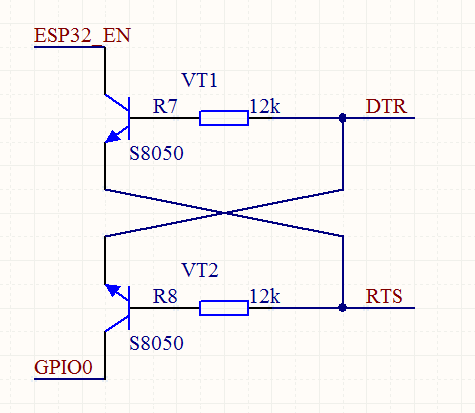 ESP32_EN
VT1
R7 12k DTR
S8050
VT2
R8 12k RTS
S8050
GPIO0